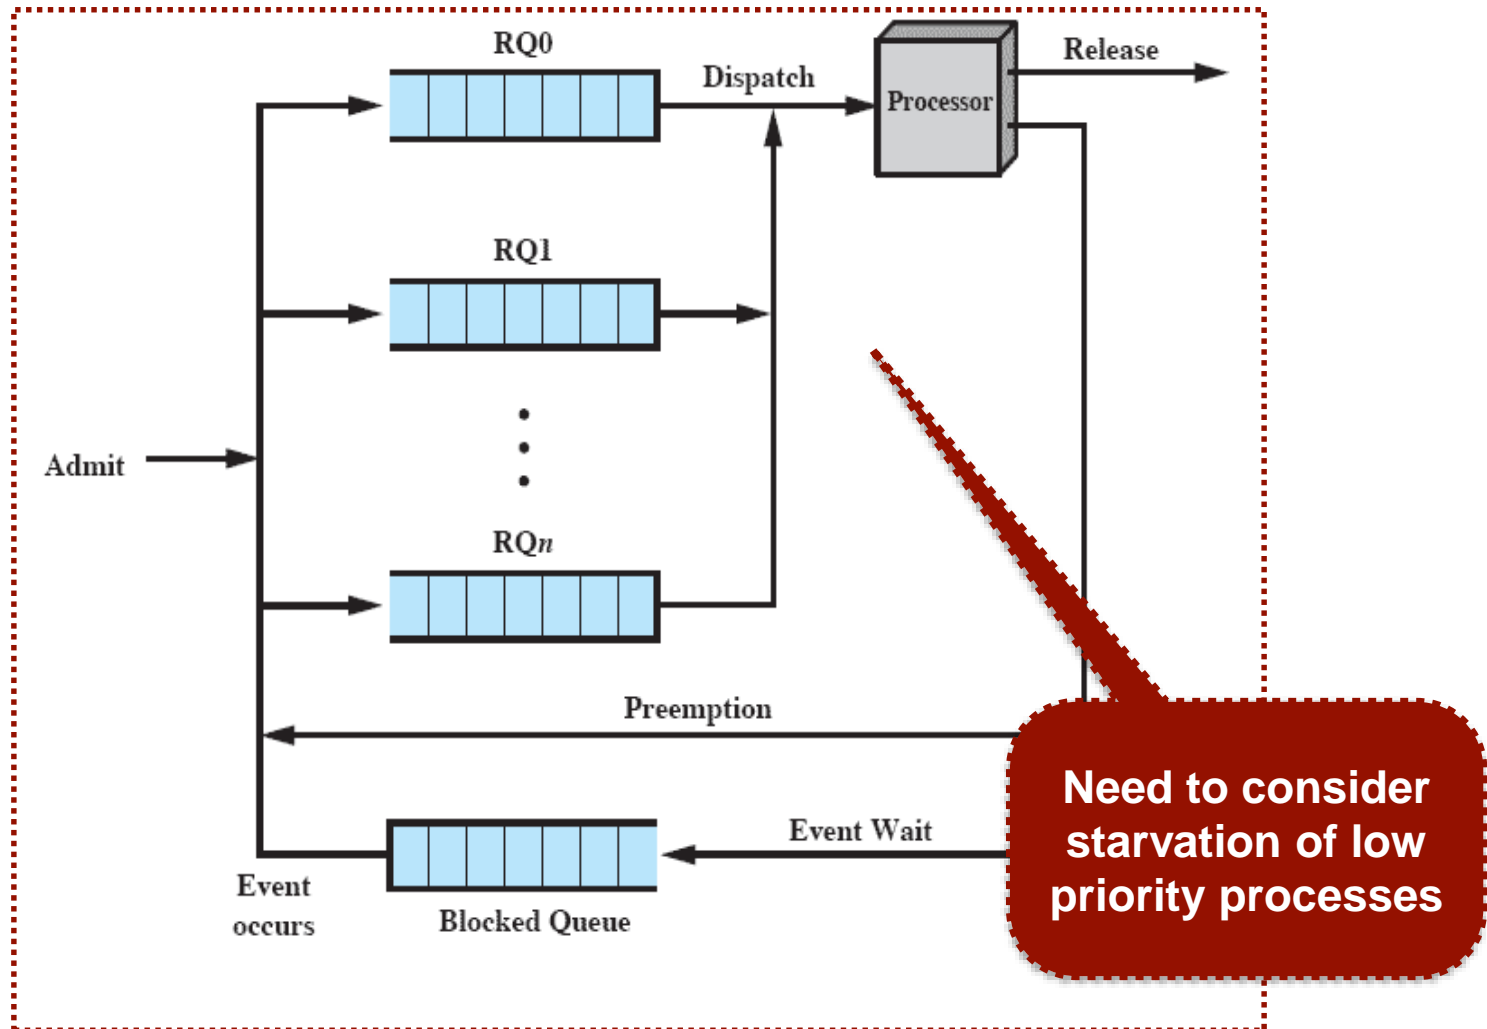 RQ0
Dispatch
Processor
Release
RQ1
Admit
RQn
Preemption
Event Wait
Event
occurs
Blocked Queue
Need to consider
starvation of low
priority processes